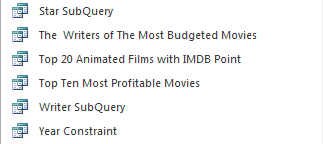 Star SubQuery
The  Writers of The Most Budgeted Movies
Top 20 Animated Films with IMDB Point
Top Ten Most Profitable Movies
Writer SubQuery
Year Constraint